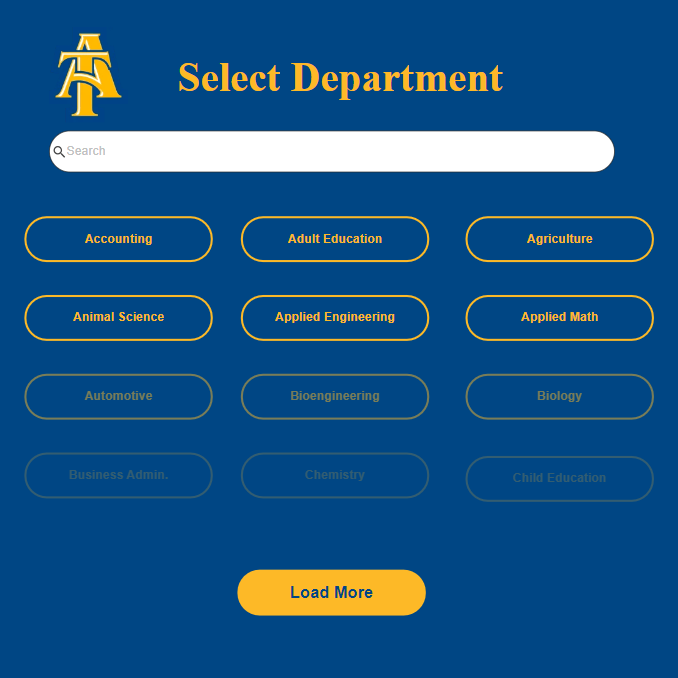 AT
Select Department
Search
Accounting
Adult Education
Agriculture
Animal Science
Applied Engineering
Applied Math
Automotive
Bioengineering
Biology
Business Admin.
Chemistry
Child Education
Load More